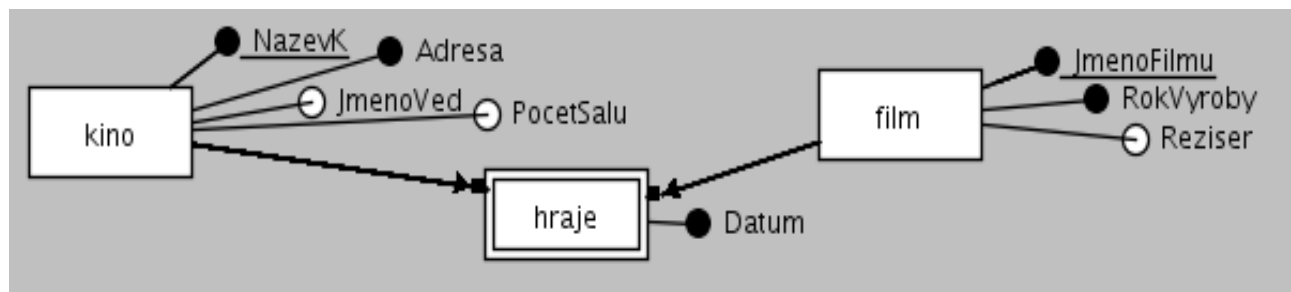 NazevK
Adresa
JmenoVed
PocetSalu
kino
JmenoFilmu
RokVyroby
Reziser
film
hraje
Datum